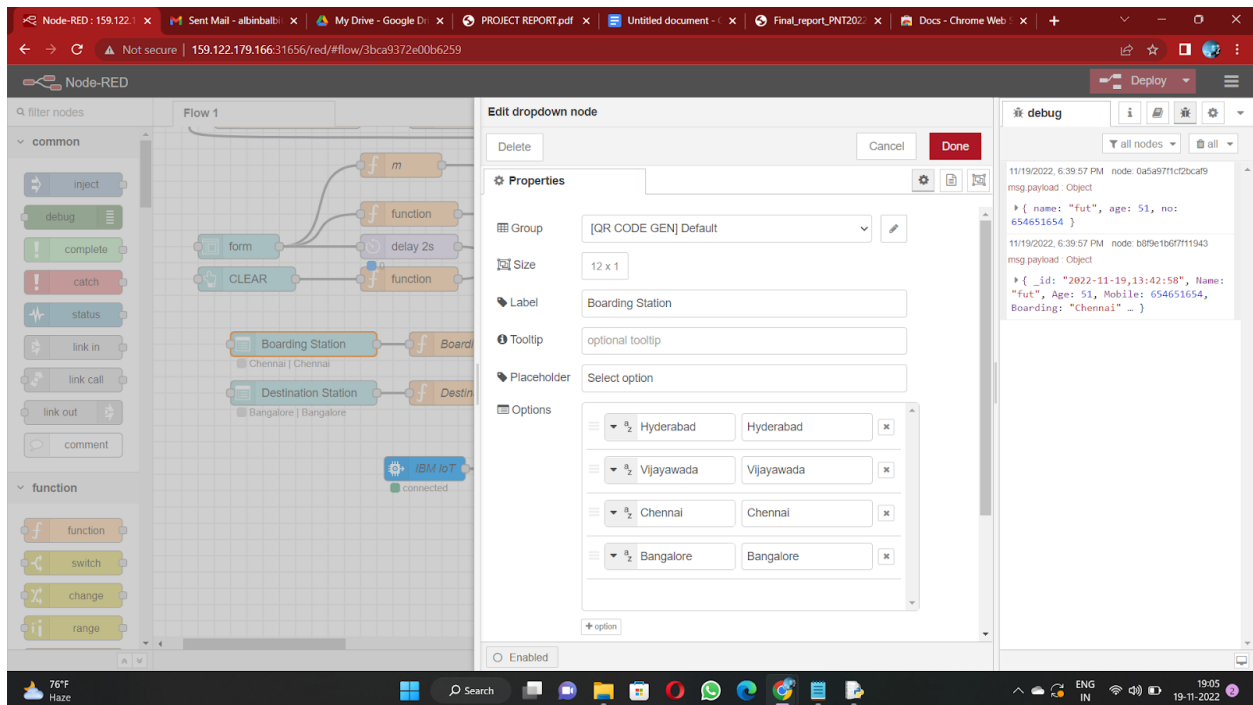 Node-RED : 159.122.1
Sent Mail - albinbalbi
My Drive - Google Dri
PROJECT REPORT.pdf
Untitled document - G
Final_report_PNT2022
Docs - Chrome Web S
Not secure | 159.122.179.166:31656/red/#flow/3bca9372e00b6259
Node-RED
Deploy
filter nodes
common
inject
debug
complete
catch
status
link in
link call
link out
comment
function
function
switch
change
range
Flow 1
m
function
form
delay 2s
0
CLEAR
function
Boarding Station
Boardi
Chennai | Chennai
Destination Station
Destin
Bangalore | Bangalore
IBM IoT
connected
Edit dropdown node
Delete
Cancel
Done
Properties
Group
[QR CODE GEN] Default
Size
12 x 1
Label
Boarding Station
Tooltip
optional tooltip
Placeholder
Select option
Options
Hyderabad
Hyderabad
Vijayawada
Vijayawada
Chennai
Chennai
Bangalore
Bangalore
option
Enabled
debug
all nodes
all
11/19/2022, 6:39:57 PM node: 0a5a97f1cf2bcaf9
msg.payload : Object
{ name: "fut", age: 51, no:
654651654 }
11/19/2022, 6:39:57 PM node: b8f9e1b6f7f11943
msg.payload : Object
{ _id: "2022-11-19,13:42:58", Name:
"fut", Age: 51, Mobile: 654651654,
Boarding: "Chennai" … }
76°F
Haze
Search
ENG
IN
19:05
19-11-2022
2